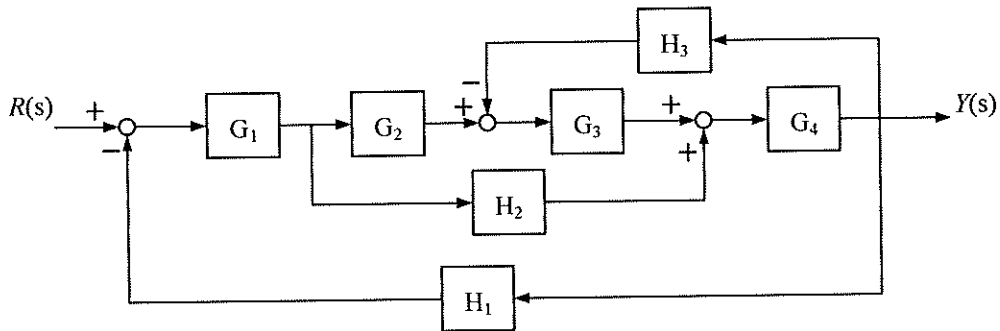 H₃
R(s) + − G₁ G₂ + − G₃ + + G₄ Y(s)
H₂
H₁